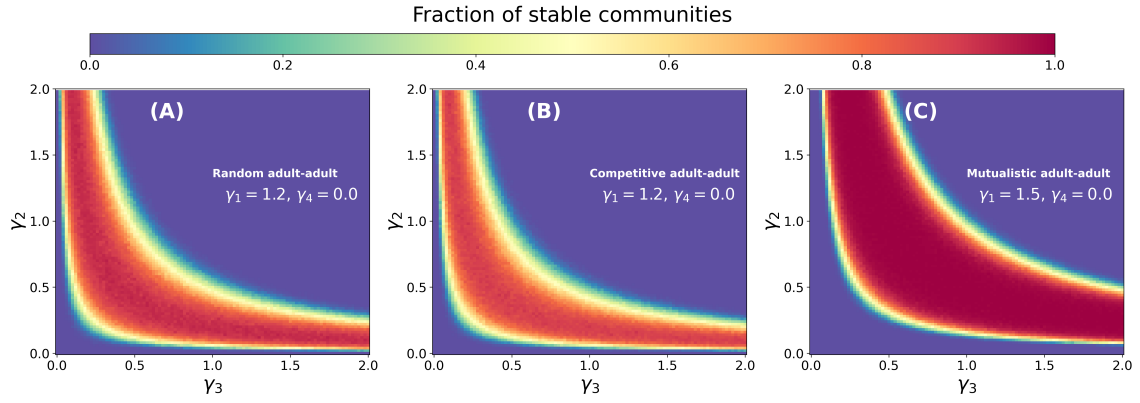 Fraction of stable communities
0.0 0.2 0.4 0.6 0.8 1.0
(A)
Random adult-adult
γ₁ = 1.2, γ₄ = 0.0
γ₂
2.0
1.5
1.0
0.5
0.0
0.0 0.5 1.0 1.5 2.0
γ₃
(B)
Competitive adult-adult
γ₁ = 1.2, γ₄ = 0.0
γ₂
2.0
1.5
1.0
0.5
0.0
0.0 0.5 1.0 1.5 2.0
γ₃
(C)
Mutualistic adult-adult
γ₁ = 1.5, γ₄ = 0.0
γ₂
2.0
1.5
1.0
0.5
0.0
0.0 0.5 1.0 1.5 2.0
γ₃